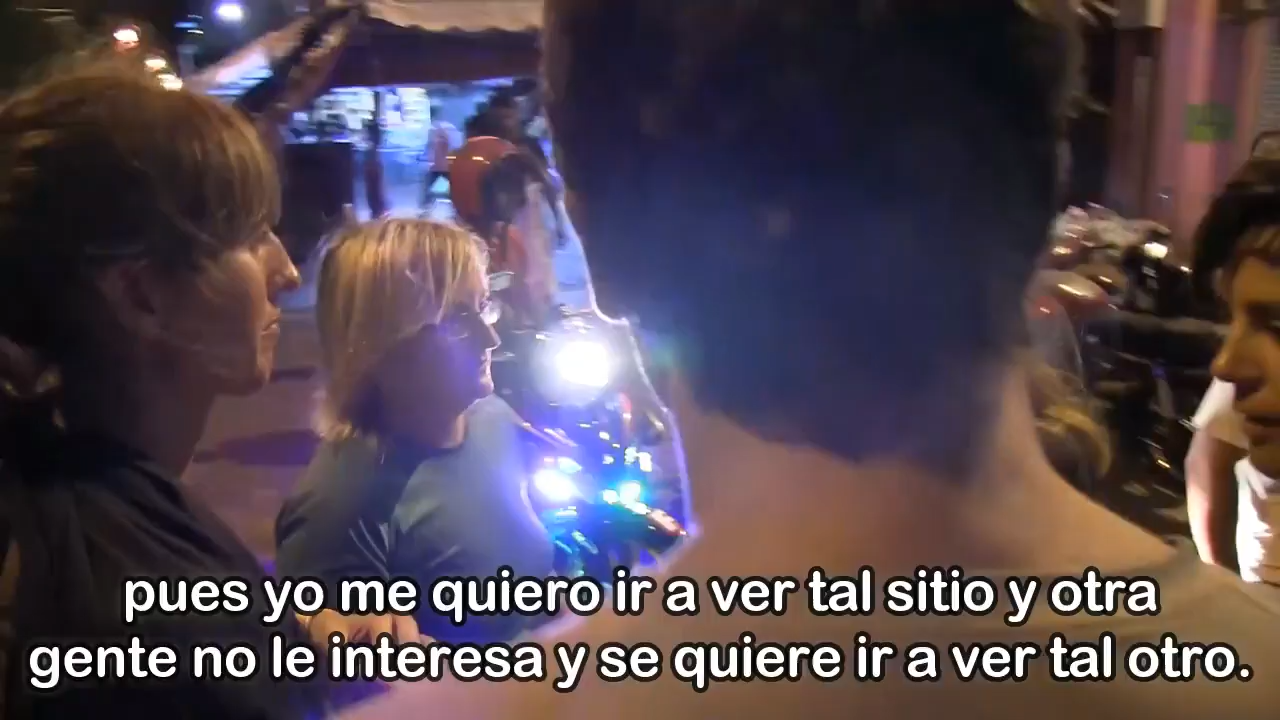 pues yo me quiero ir a ver tal sitio y otra
gente no le interesa y se quiere ir a ver tal otro.